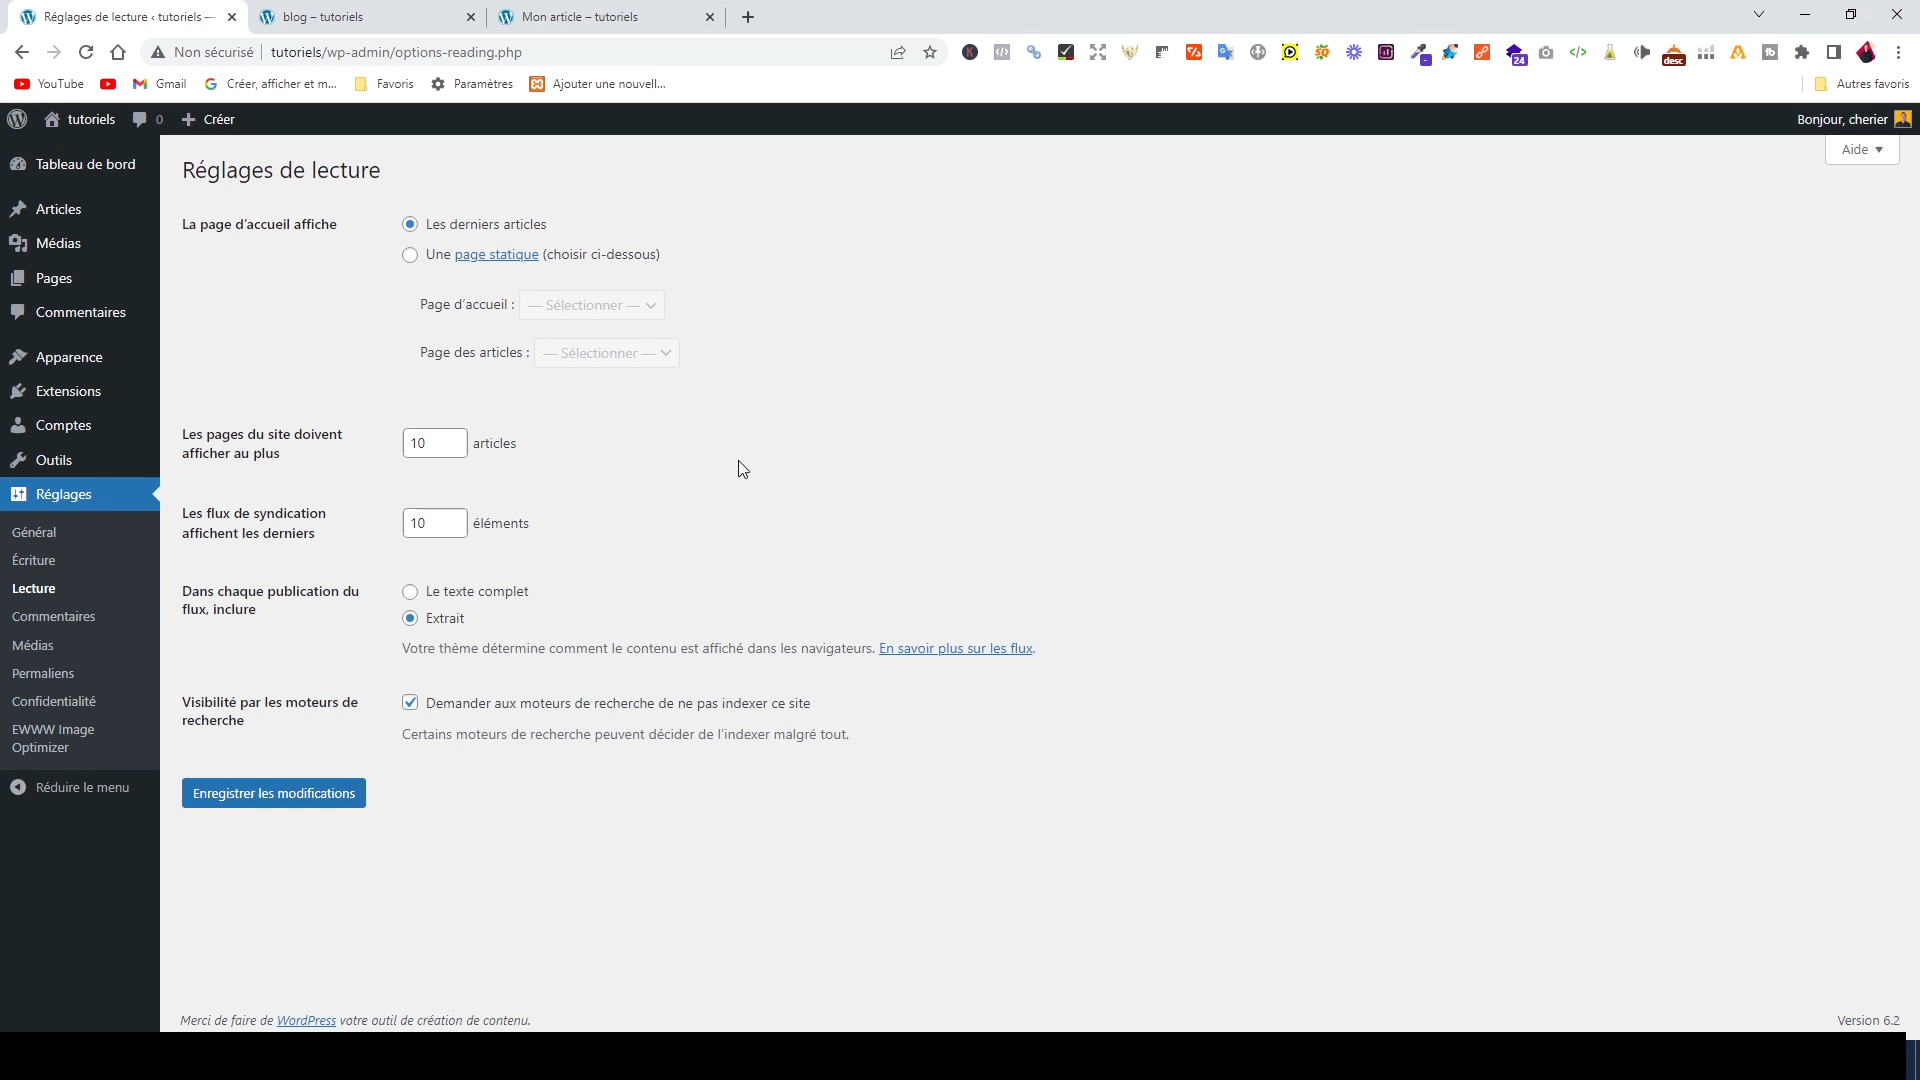 Réglages de lecture ‹ tutoriels —
blog – tutoriels
Mon article – tutoriels
Non sécurisé
tutoriels/wp-admin/options-reading.php
24
desc
YouTube
Gmail
Créer, afficher et m...
Favoris
Paramètres
Ajouter une nouvell...
Autres favoris
tutoriels
0
Créer
Bonjour, cherier
Aide
Tableau de bord
Articles
Médias
Pages
Commentaires
Apparence
Extensions
Comptes
Outils
Réglages
Général
Écriture
Lecture
Commentaires
Médias
Permaliens
Confidentialité
EWWW Image
Optimizer
Réduire le menu
Réglages de lecture
La page d’accueil affiche
Les derniers articles
Une page statique (choisir ci-dessous)
Page d’accueil : — Sélectionner —
Page des articles : — Sélectionner —
Les pages du site doivent
afficher au plus
10 articles
Les flux de syndication
affichent les derniers
10 éléments
Dans chaque publication du
flux, inclure
Le texte complet
Extrait
Votre thème détermine comment le contenu est affiché dans les navigateurs. En savoir plus sur les flux.
Visibilité par les moteurs de
recherche
Demander aux moteurs de recherche de ne pas indexer ce site
Certains moteurs de recherche peuvent décider de l’indexer malgré tout.
Enregistrer les modifications
Merci de faire de WordPress votre outil de création de contenu.
Version 6.2